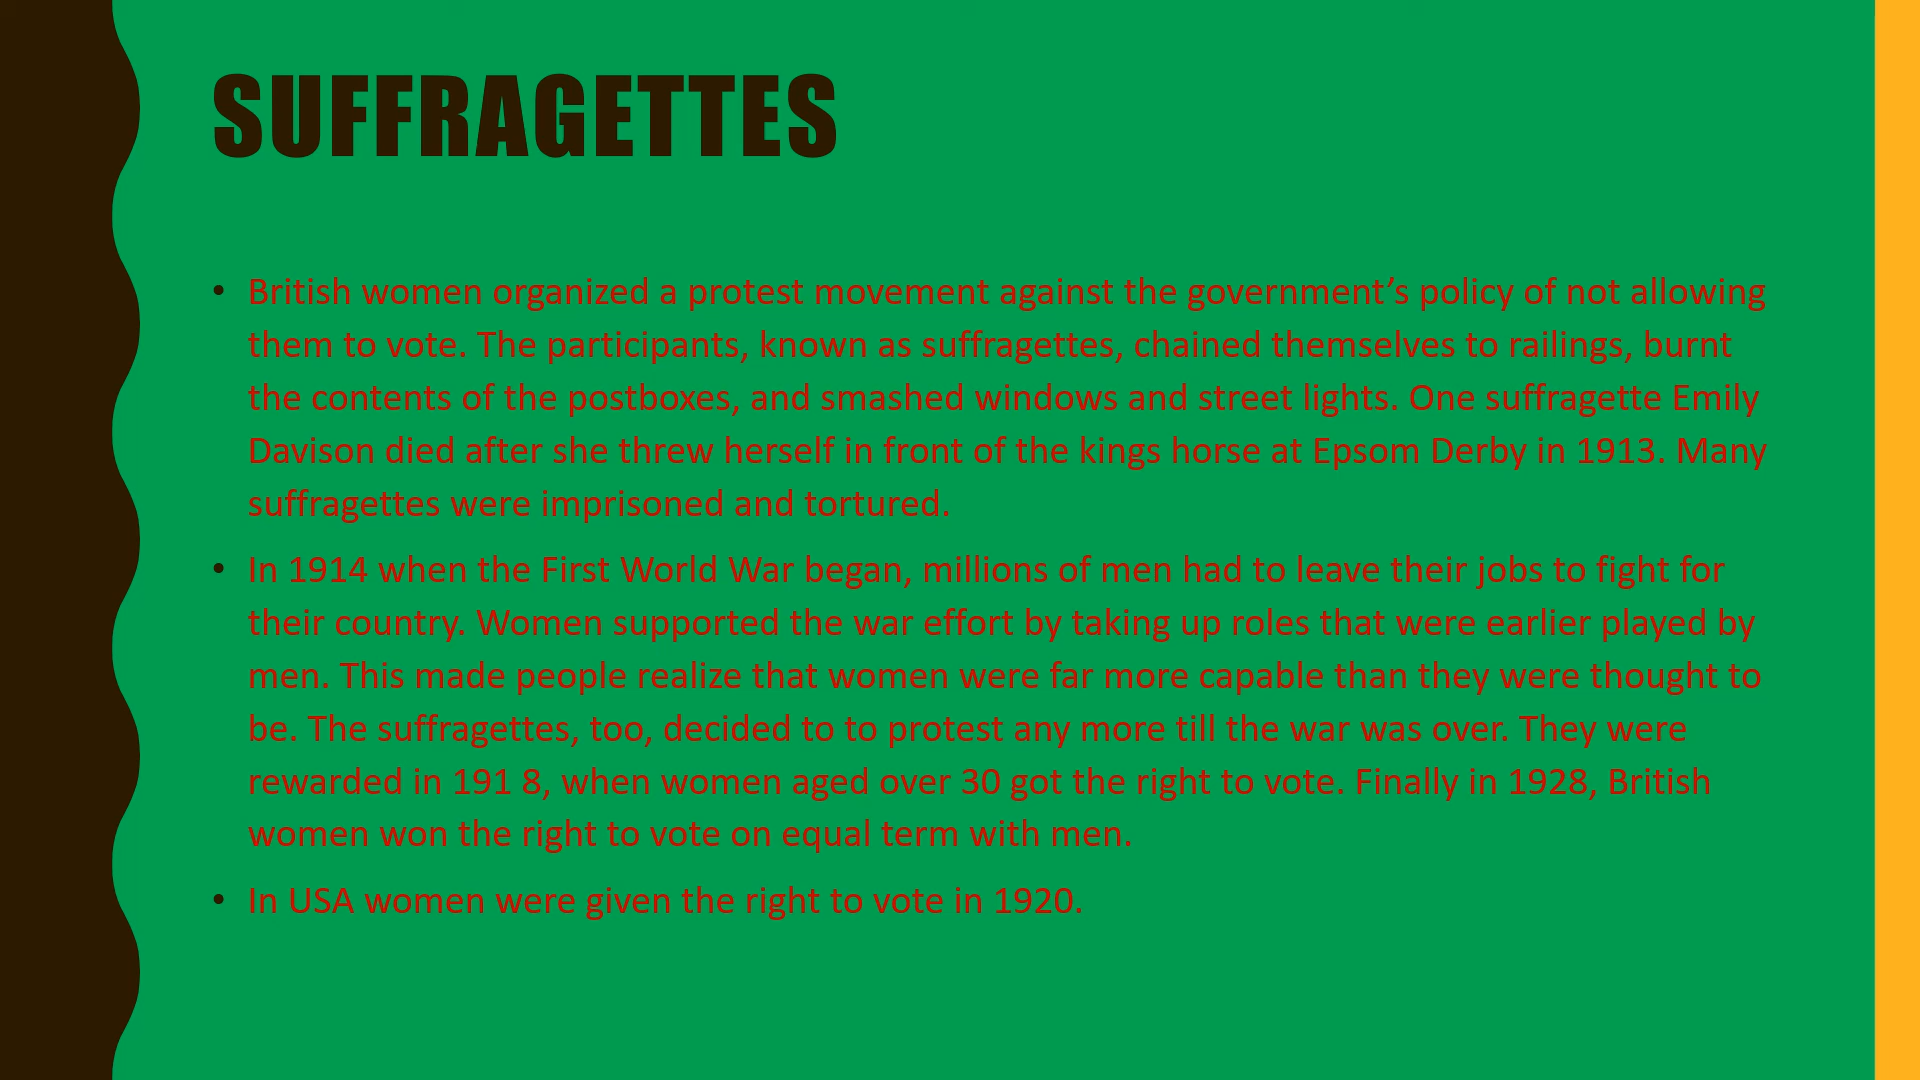 SUFFRAGETTES
• British women organized a protest movement against the government’s policy of not allowing
them to vote. The participants, known as suffragettes, chained themselves to railings, burnt
the contents of the postboxes, and smashed windows and street lights. One suffragette Emily
Davison died after she threw herself in front of the kings horse at Epsom Derby in 1913. Many
suffragettes were imprisoned and tortured.
• In 1914 when the First World War began, millions of men had to leave their jobs to fight for
their country. Women supported the war effort by taking up roles that were earlier played by
men. This made people realize that women were far more capable than they were thought to
be. The suffragettes, too, decided to to protest any more till the war was over. They were
rewarded in 191 8, when women aged over 30 got the right to vote. Finally in 1928, British
women won the right to vote on equal term with men.
• In USA women were given the right to vote in 1920.